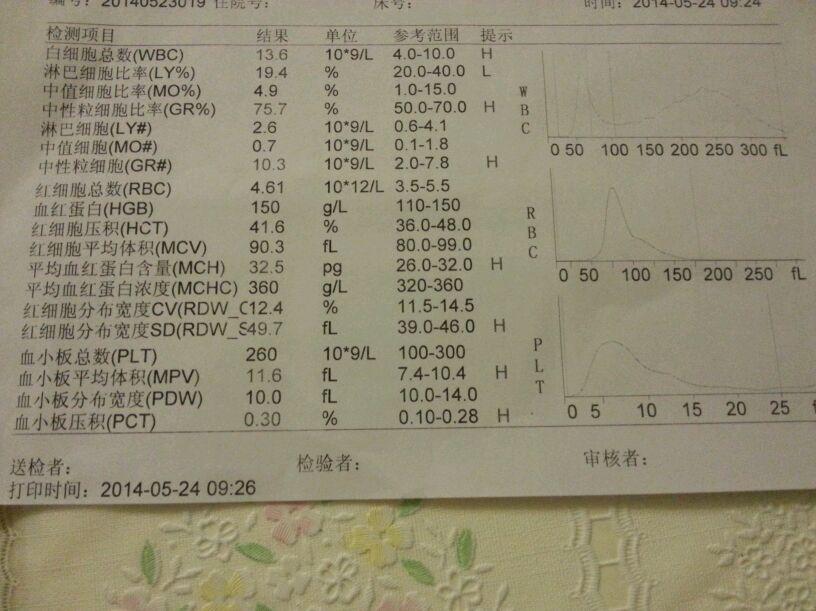 编号: 20140523019 住院号: 床号: 时间: 2014-05-24 09:24
检测项目 结果 单位 参考范围 提示
白细胞总数(WBC) 13.6 10*9/L 4.0-10.0 H
淋巴细胞比率(LY%) 19.4 % 20.0-40.0 L
中值细胞比率(MO%) 4.9 % 1.0-15.0
中性粒细胞比率(GR%) 75.7 % 50.0-70.0 H
淋巴细胞(LY#) 2.6 10*9/L 0.6-4.1
中值细胞(MO#) 0.7 10*9/L 0.1-1.8
中性粒细胞(GR#) 10.3 10*9/L 2.0-7.8 H
红细胞总数(RBC) 4.61 10*12/L 3.5-5.5
血红蛋白(HGB) 150 g/L 110-150
红细胞压积(HCT) 41.6 % 36.0-48.0
红细胞平均体积(MCV) 90.3 fL 80.0-99.0
平均血红蛋白含量(MCH) 32.5 pg 26.0-32.0 H
平均血红蛋白浓度(MCHC) 360 g/L 320-360
红细胞分布宽度CV(RDW_C 12.4 % 11.5-14.5
红细胞分布宽度SD(RDW_S 49.7 fL 39.0-46.0 H
血小板总数(PLT) 260 10*9/L 100-300
血小板平均体积(MPV) 11.6 fL 7.4-10.4 H
血小板分布宽度(PDW) 10.0 fL 10.0-14.0
血小板压积(PCT) 0.30 % 0.10-0.28 H
WBC
0 50 100 150 200 250 300 fL
RBC
0 50 100 150 200 250 fL
PLT
0 5 10 15 20 25
送检者: 检验者: 审核者:
打印时间: 2014-05-24 09:26